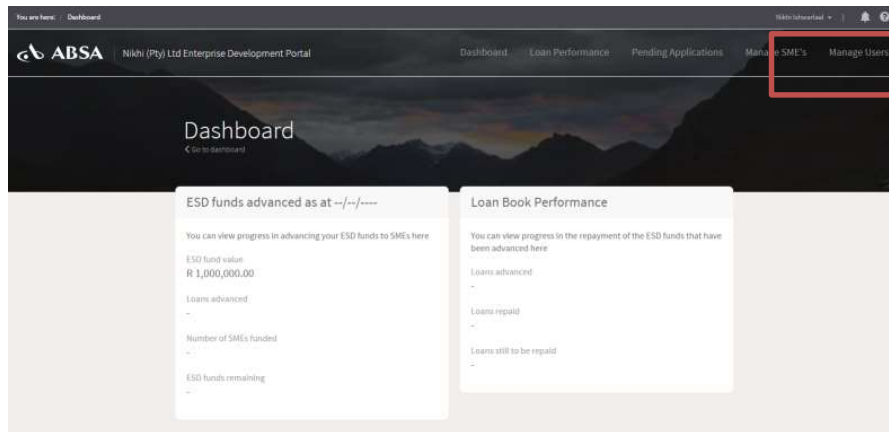 You are here: / Dashboard
ABSA Nikhi (Pty) Ltd Enterprise Development Portal Dashboard Loan Performance Pending Applications Manage SME's Manage Users
Dashboard
Go to dashboard
ESD funds advanced as at --/--/----
You can view progress in advancing your ESD funds to SMEs here
ESD fund value
R 1,000,000.00
Loans advanced
-
Number of SMEs funded
-
ESD funds remaining
-
Loan Book Performance
You can view progress in the repayment of the ESD funds that have
been advanced here
Loans advanced
-
Loans repaid
-
Loans still to be repaid
-